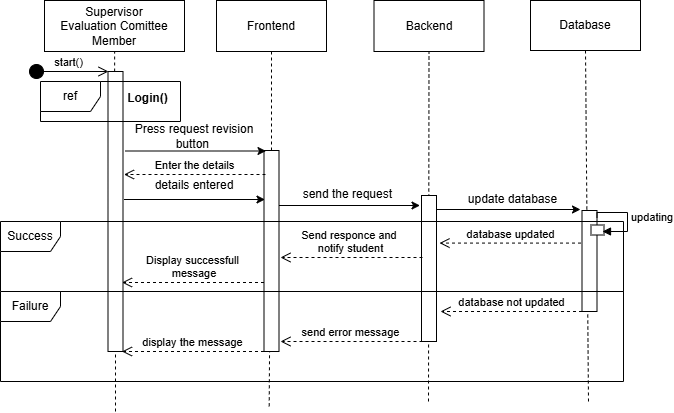 Supervisor
Evaluation Comittee
Member
Frontend
Backend
Database
start()
ref
Login()
Press request revision
button
Enter the details
details entered
send the request
update database
updating
Success
Send responce and
notify student
database updated
Display successfull
message
Failure
database not updated
send error message
display the message